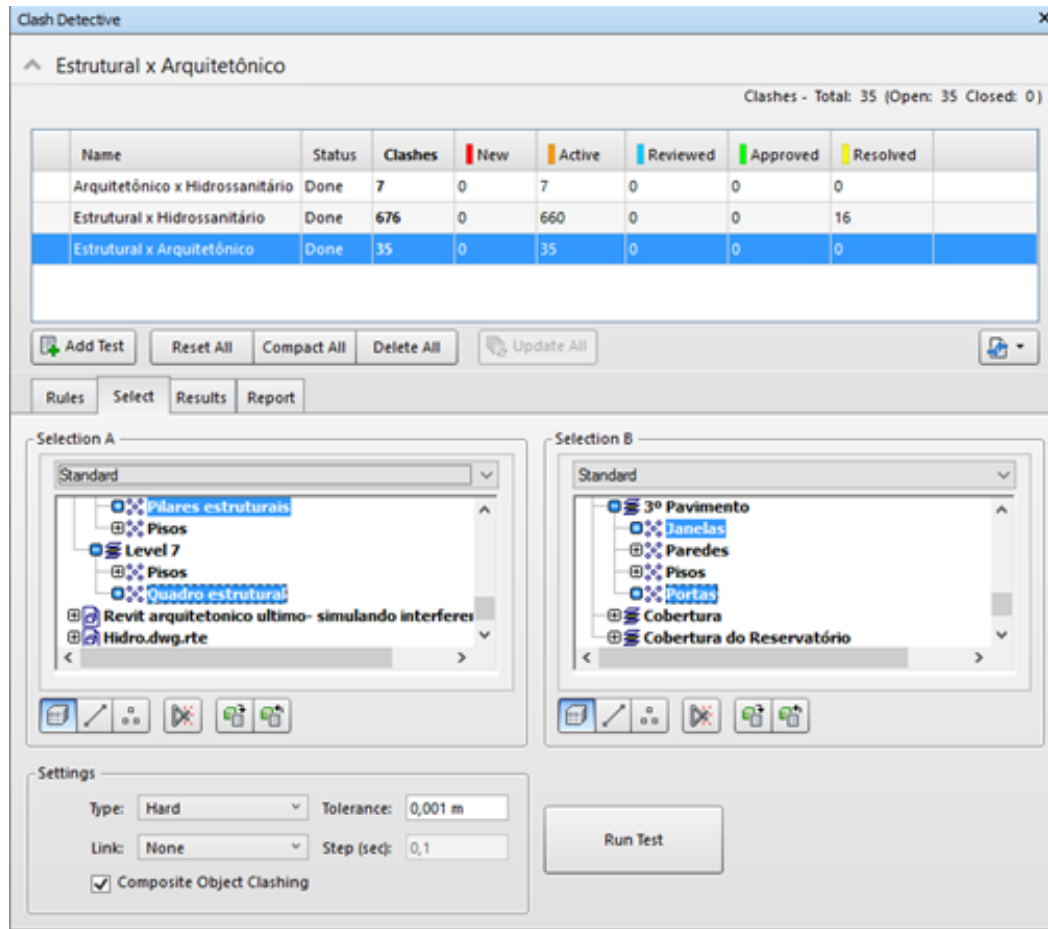 Clash Detective
Estrutural x Arquitetônico
Clashes - Total: 35 (Open: 35 Closed: 0)
Name Status Clashes New Active Reviewed Approved Resolved
Arquitetônico x Hidrossanitário Done 7 0 7 0 0 0
Estrutural x Hidrossanitário Done 676 0 660 0 0 16
Estrutural x Arquitetônico Done 35 0 35 0 0 0
Add Test Reset All Compact All Delete All Update All
Rules Select Results Report
Selection A
Standard
Pilares estruturais
Pisos
Level 7
Pisos
Quadro estrutural
Revit arquitetonico ultimo- simulando interferer
Hidro.dwg.rte
Selection B
Standard
3º Pavimento
Janelas
Paredes
Pisos
Portas
Cobertura
Cobertura do Reservatório
Settings
Type: Hard Tolerance: 0,001 m
Link: None Step (sec): 0,1
Composite Object Clashing
Run Test